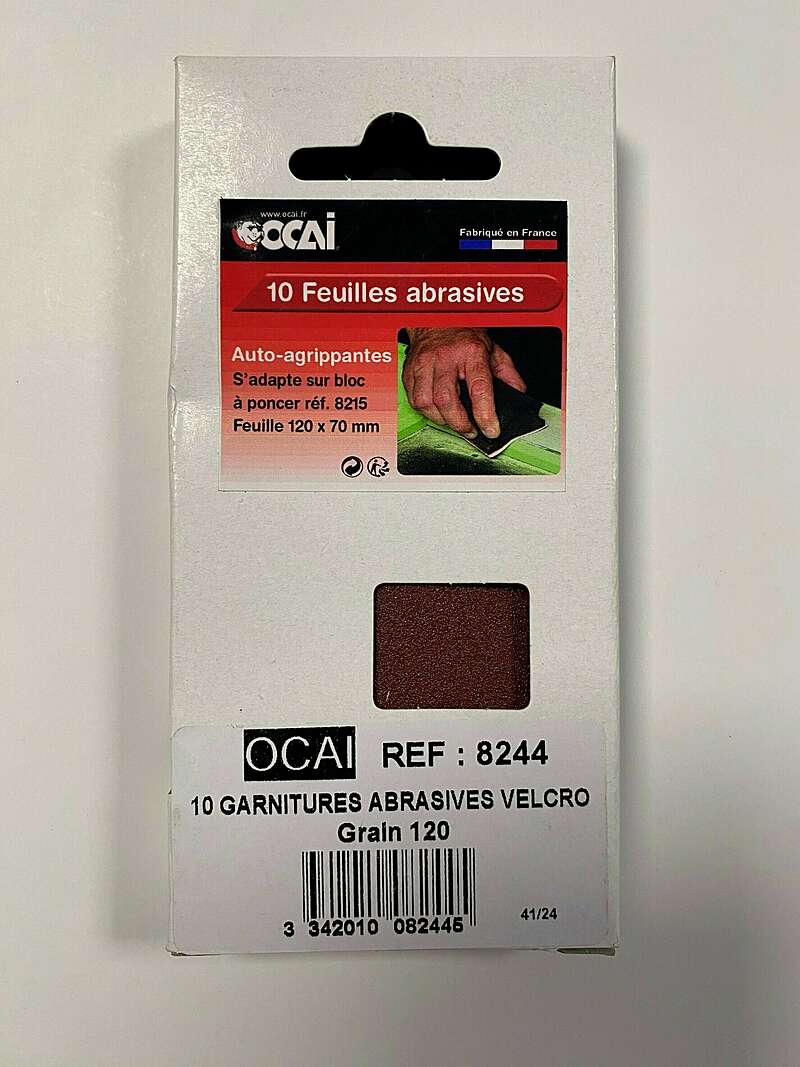 www.ocai.fr
OCAI
Fabriqué en France
10 Feuilles abrasives
Auto-agrippantes
S'adapte sur bloc
à poncer réf. 8215
Feuille 120 x 70 mm
OCAI REF : 8244
10 GARNITURES ABRASIVES VELCRO
Grain 120
3 342010 082445
41/24